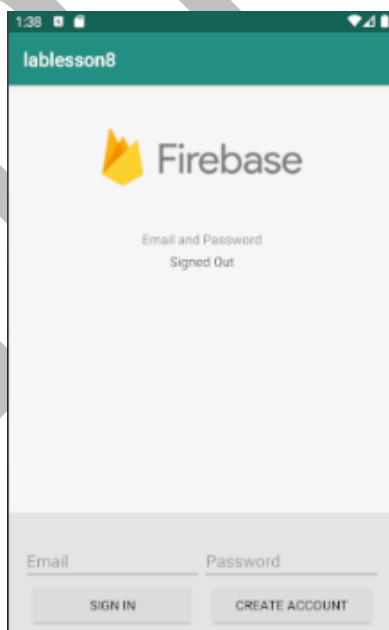 1:38
lablesson8
Firebase
Email and Password
Signed Out
Email Password
SIGN IN CREATE ACCOUNT